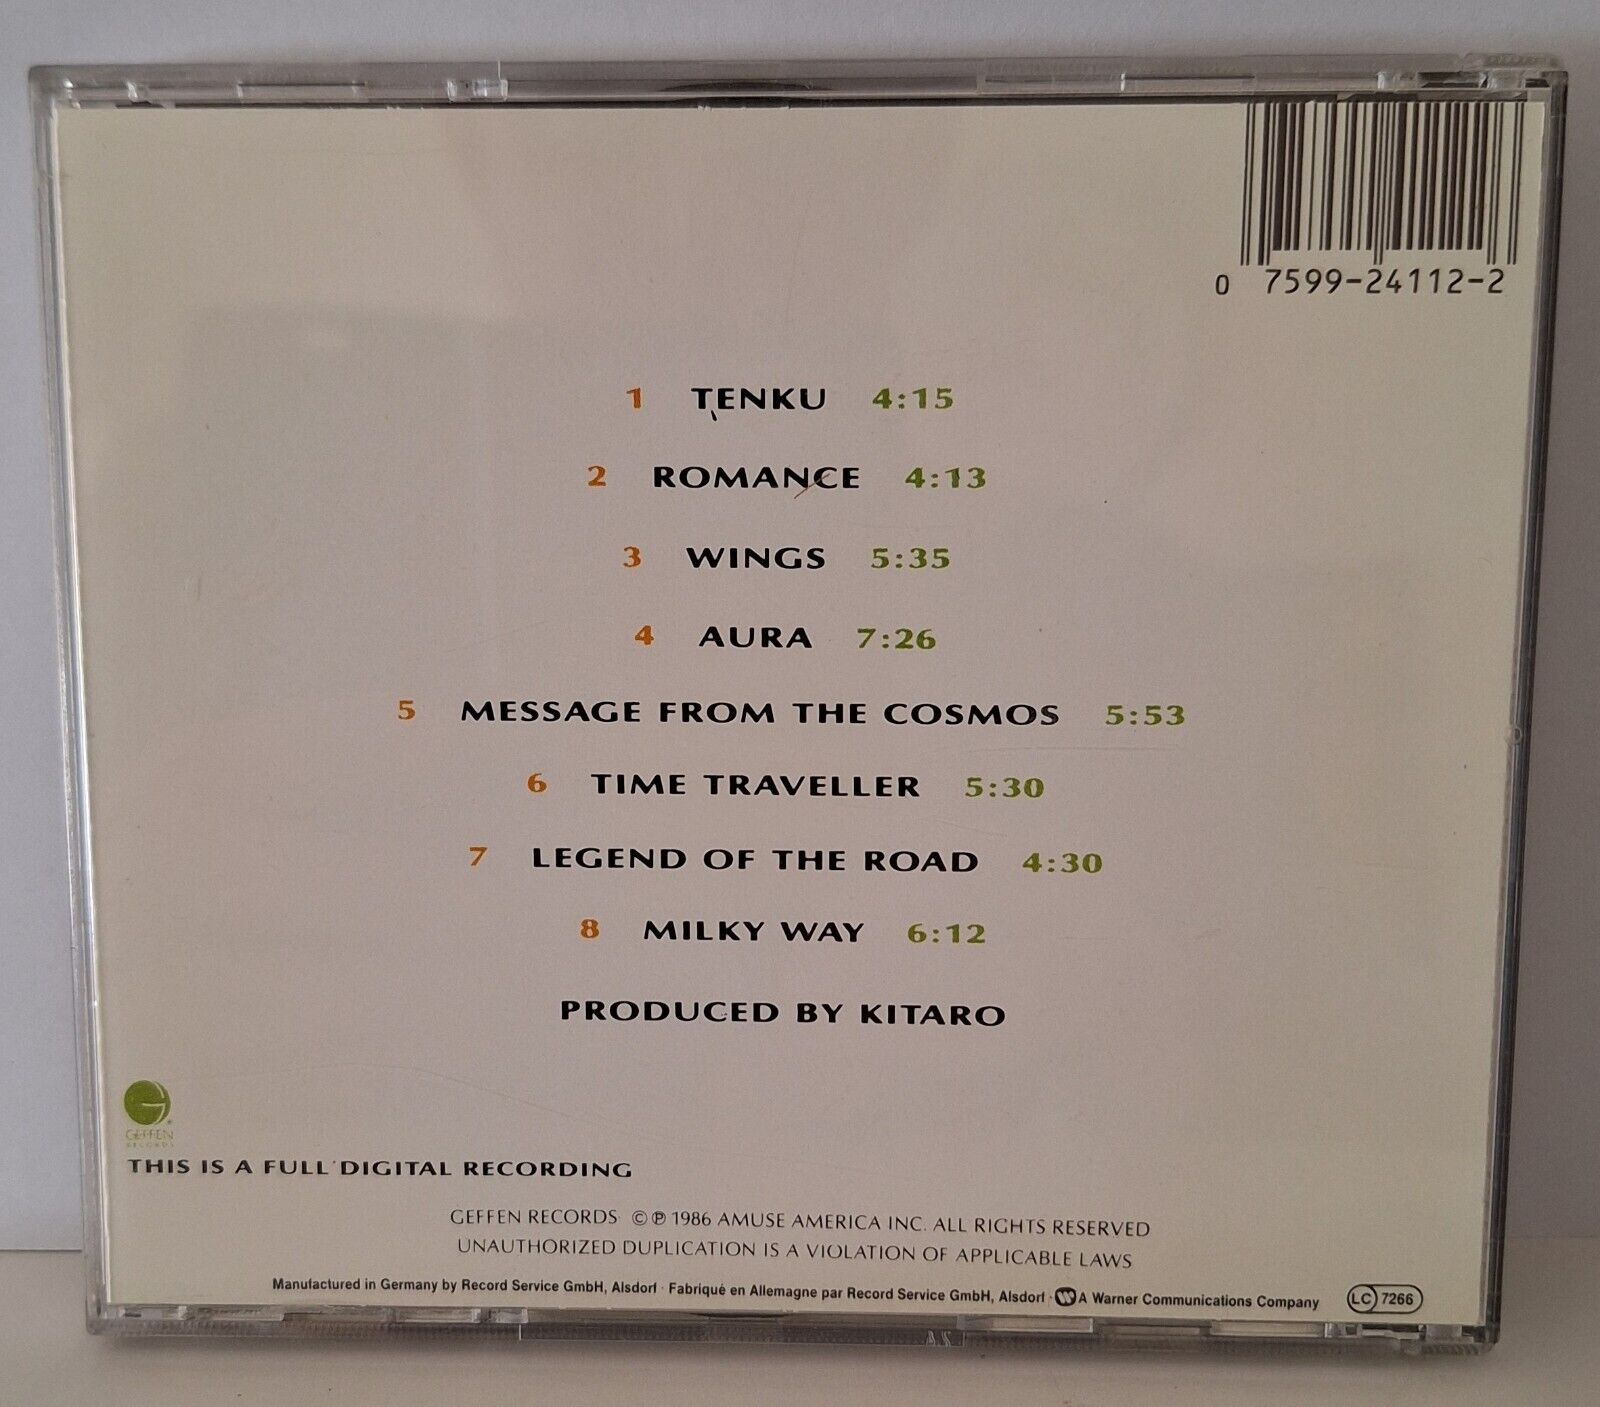 0 7599-24112-2
1 TENKU 4:15
2 ROMANCE 4:13
3 WINGS 5:35
4 AURA 7:26
5 MESSAGE FROM THE COSMOS 5:53
6 TIME TRAVELLER 5:30
7 LEGEND OF THE ROAD 4:30
8 MILKY WAY 6:12
PRODUCED BY KITARO
GEFFEN
RECORDS
THIS IS A FULL DIGITAL RECORDING
GEFFEN RECORDS ©℗ 1986 AMUSE AMERICA INC. ALL RIGHTS RESERVED
UNAUTHORIZED DUPLICATION IS A VIOLATION OF APPLICABLE LAWS
Manufactured in Germany by Record Service GmbH, Alsdorf · Fabriqué en Allemagne par Record Service GmbH, Alsdorf · W A Warner Communications Company LC 7266